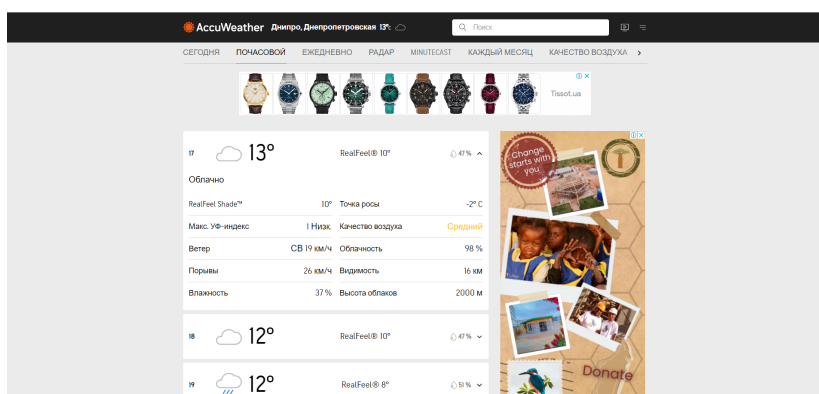 AccuWeather Днипро, Днепропетровская 13°C Поиск
СЕГОДНЯ ПОЧАСОВОЙ ЕЖЕДНЕВНО РАДАР MINUTECAST КАЖДЫЙ МЕСЯЦ КАЧЕСТВО ВОЗДУХА
Tissot.ua
17 13° RealFeel® 10° 47 %
Облачно
RealFeel Shade™ 10° Точка росы -2° C
Макс. УФ-индекс 1 Низк. Качество воздуха Средний
Ветер СВ 19 км/ч Облачность 98 %
Порывы 26 км/ч Видимость 16 км
Влажность 37 % Высота облаков 2000 м
18 12° RealFeel® 10° 47 %
19 12° RealFeel® 8° 51 %
Change
starts with
you
Donate